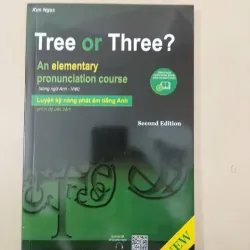 Kim Ngọc
Tree or Three?
An elementary
pronunciation course
(song ngữ Anh - Việt)
Luyện kỹ năng phát âm tiếng Anh
Second Edition
NEW